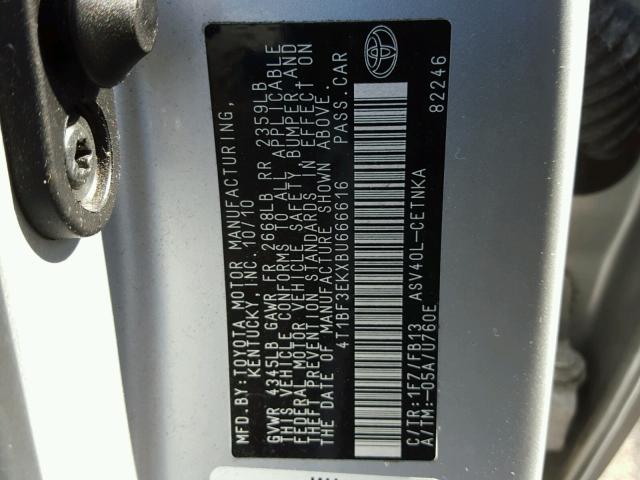 MFD. BY: TOYOTA MOTOR MANUFACTURING,
KENTUCKY, INC. 10/10
GVWR 4345LB GAWR FR 2668LB RR 2359LB
THIS VEHICLE CONFORMS TO ALL APPLICABLE
FEDERAL MOTOR VEHICLE SAFETY BUMPER AND
THEFT PREVENTION STANDARDS IN EFFECT ON
THE DATE OF MANUFACTURE SHOWN ABOVE.
4T1BF3EKXBU666616 PASS. CAR
C/TR:1F7/FB13 ASV40L-CETNKA 82246
A/TM:-05A/U760E